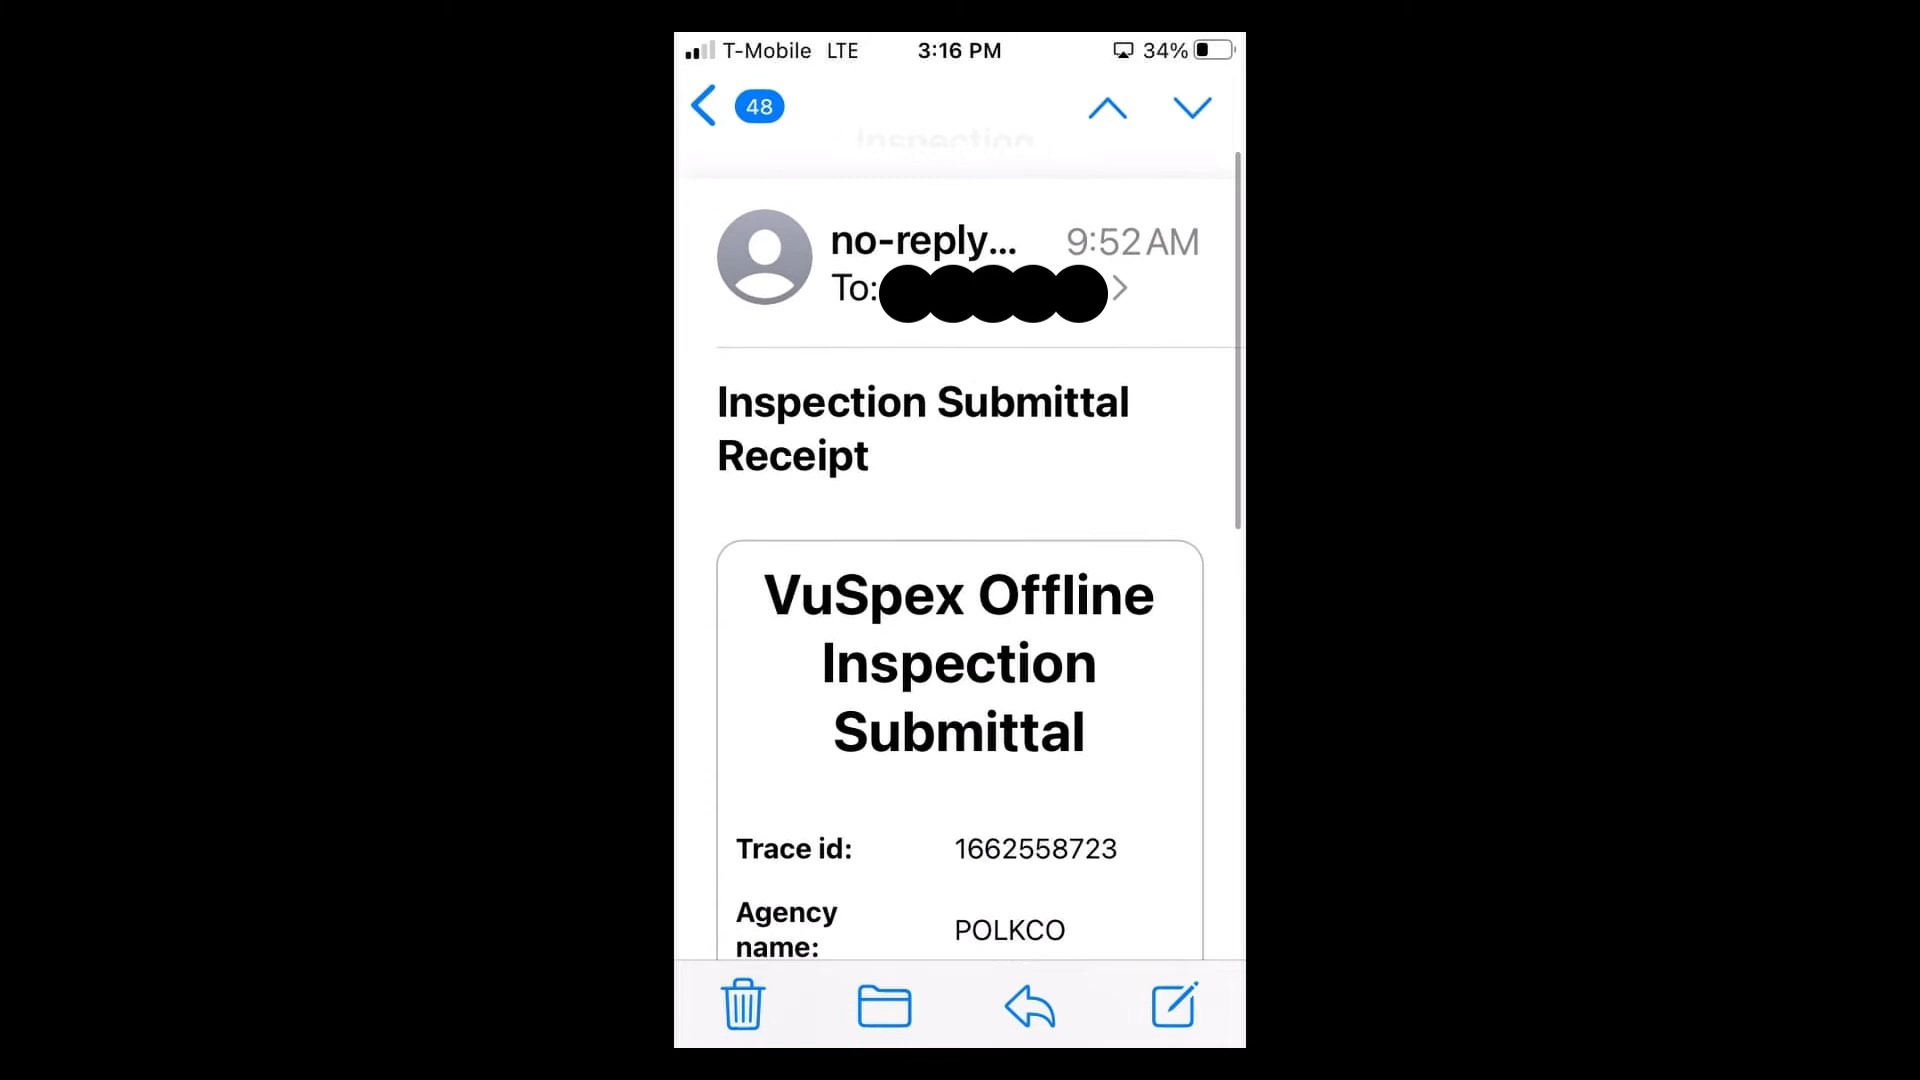 T-Mobile LTE 3:16 PM 34%
48
Inspection
no-reply... 9:52 AM
To:
Inspection Submittal
Receipt
VuSpex Offline
Inspection
Submittal
Trace id: 1662558723
Agency
name: POLKCO